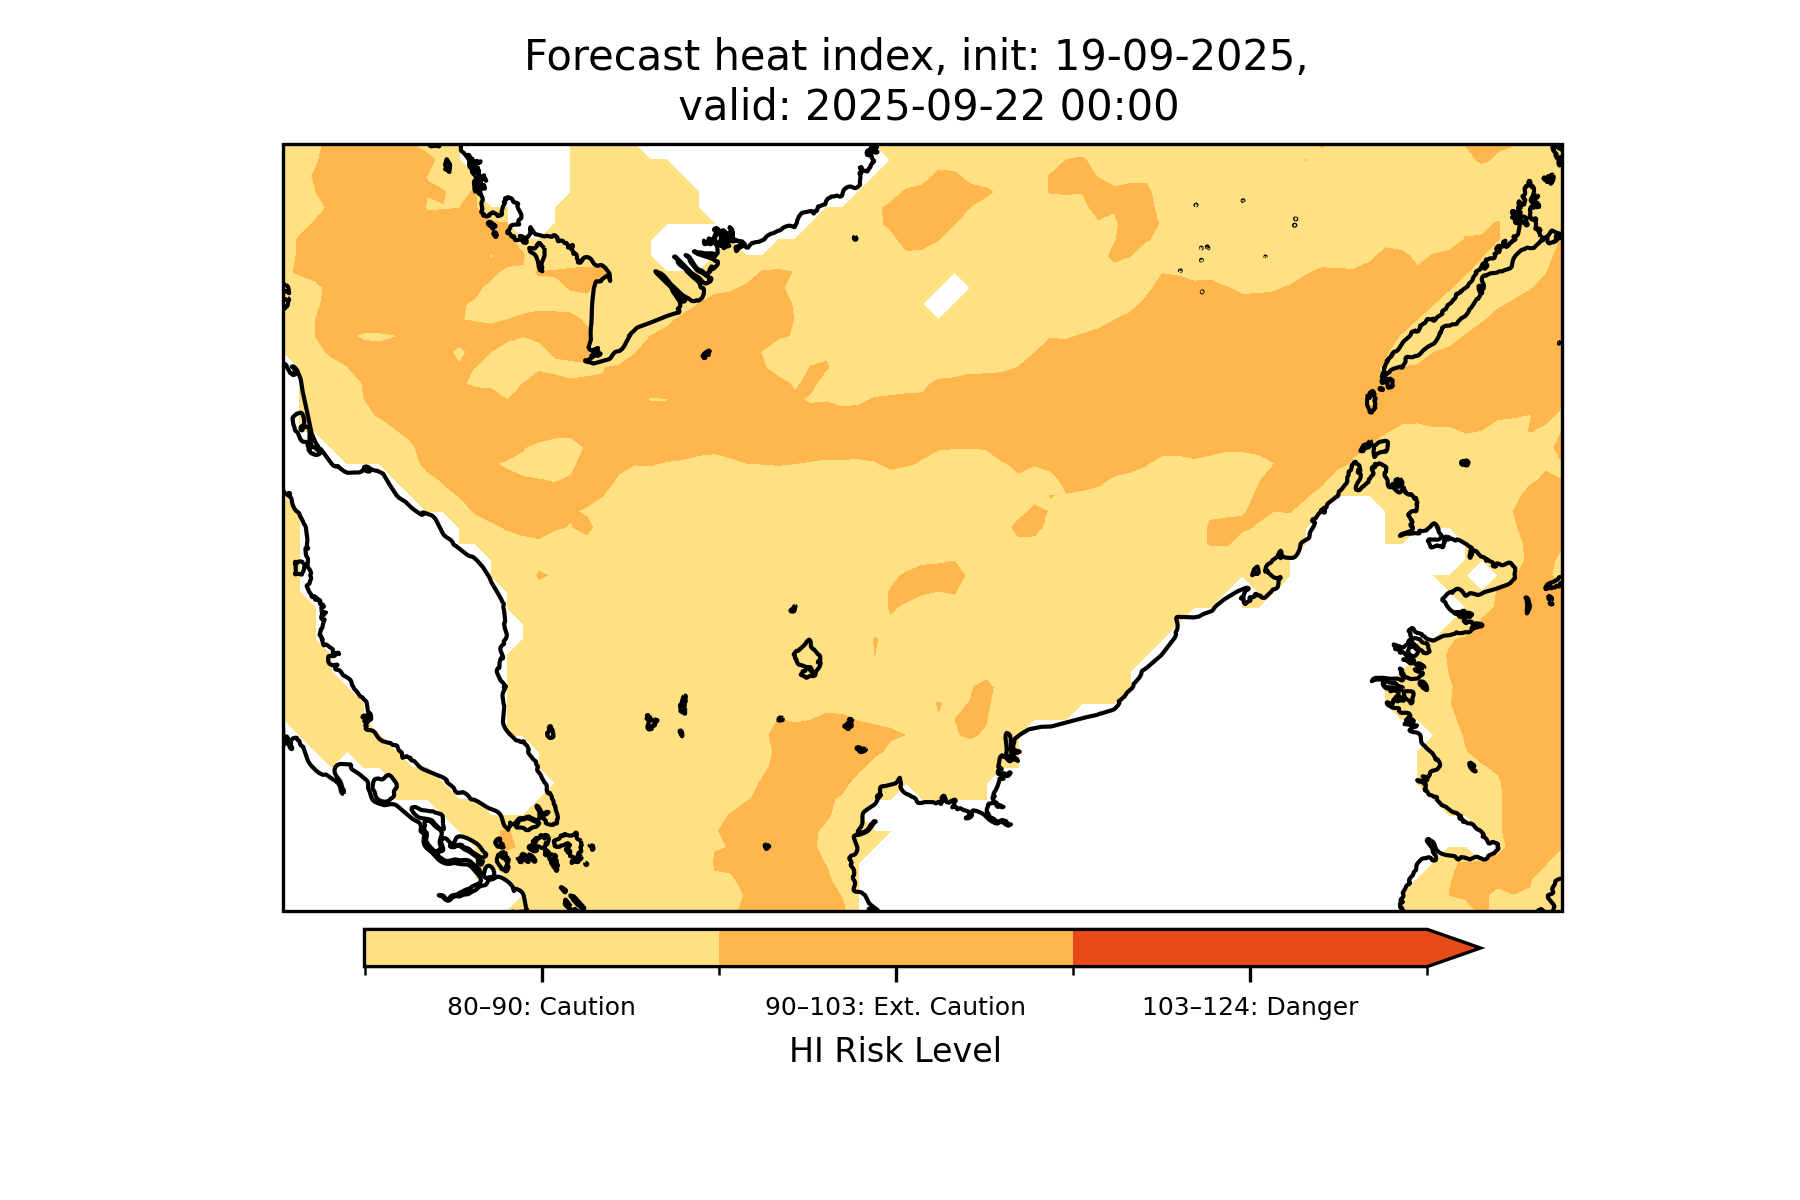 Forecast heat index, init: 19-09-2025,
valid: 2025-09-22 00:00
80–90: Caution
90–103: Ext. Caution
103–124: Danger
HI Risk Level